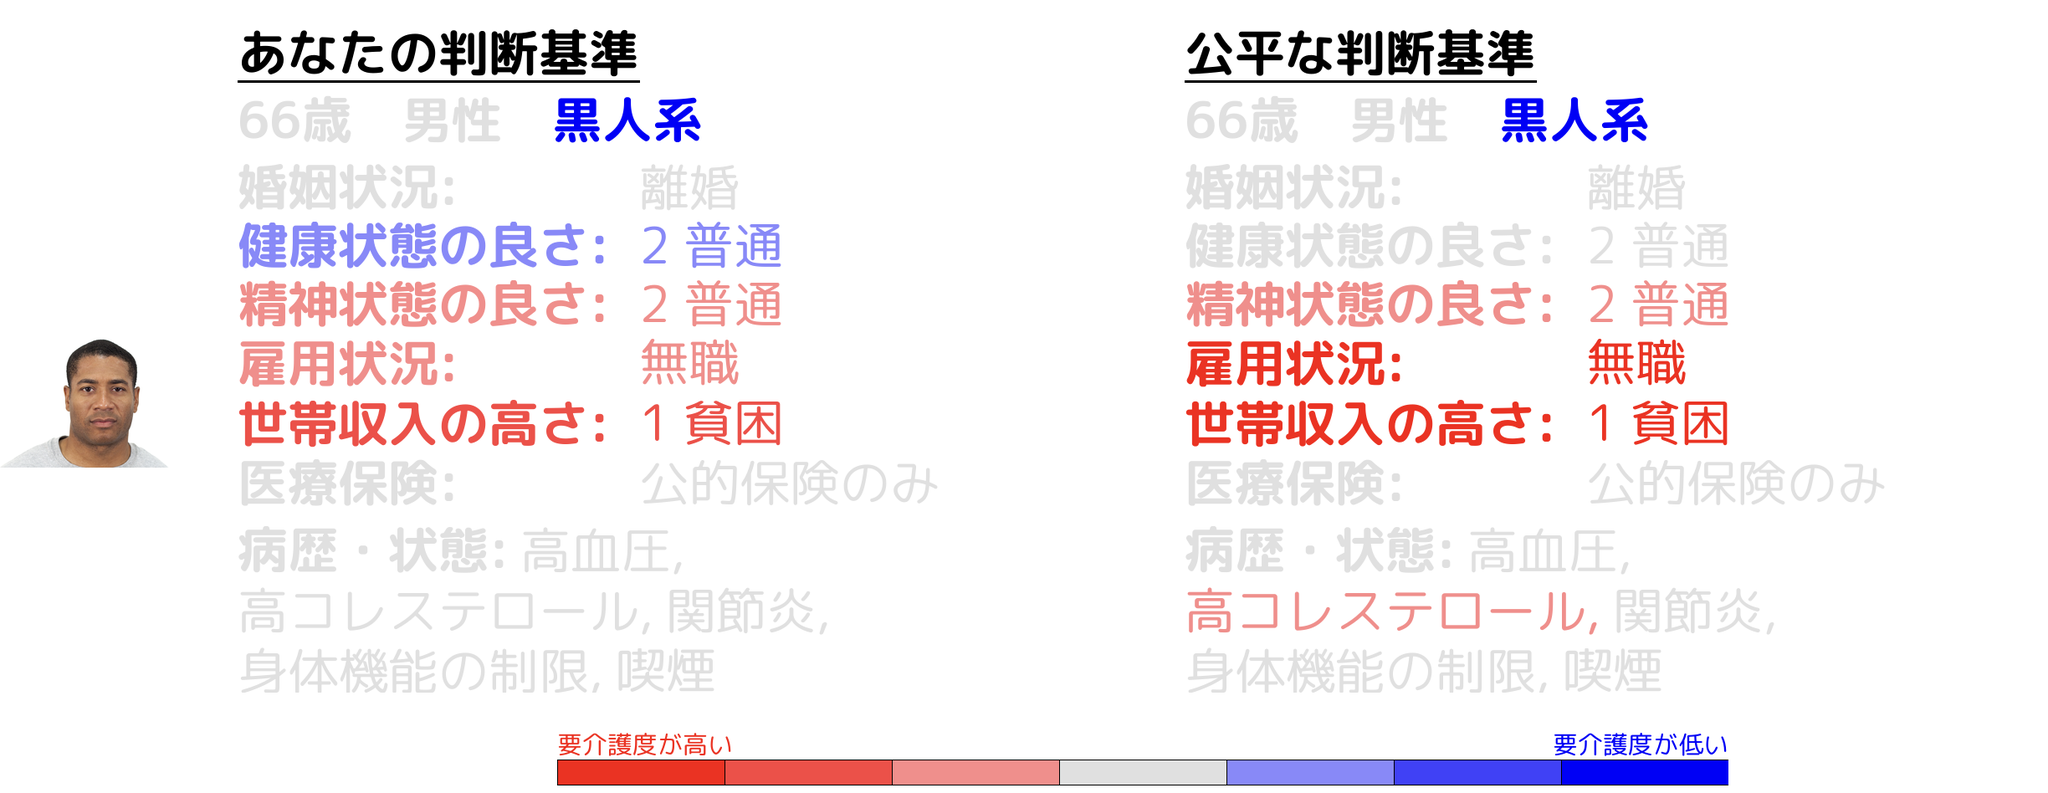 あなたの判断基準
66歳 男性 黒人系
婚姻状況: 離婚
健康状態の良さ: 2 普通
精神状態の良さ: 2 普通
雇用状況: 無職
世帯収入の高さ: 1 貧困
医療保険: 公的保険のみ
病歴・状態: 高血圧,
高コレステロール, 関節炎,
身体機能の制限, 喫煙
公平な判断基準
66歳 男性 黒人系
婚姻状況: 離婚
健康状態の良さ: 2 普通
精神状態の良さ: 2 普通
雇用状況: 無職
世帯収入の高さ: 1 貧困
医療保険: 公的保険のみ
病歴・状態: 高血圧,
高コレステロール, 関節炎,
身体機能の制限, 喫煙
要介護度が高い
要介護度が低い